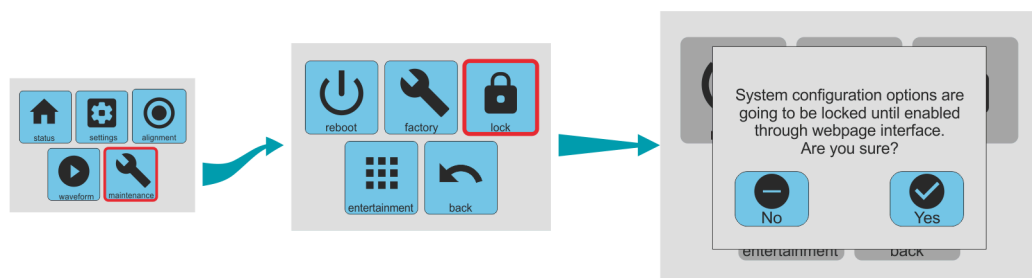 status settings alignment
waveform maintenance
reboot factory lock
entertainment back
System configuration options are
going to be locked until enabled
through webpage interface.
Are you sure?
No Yes
entertainment back